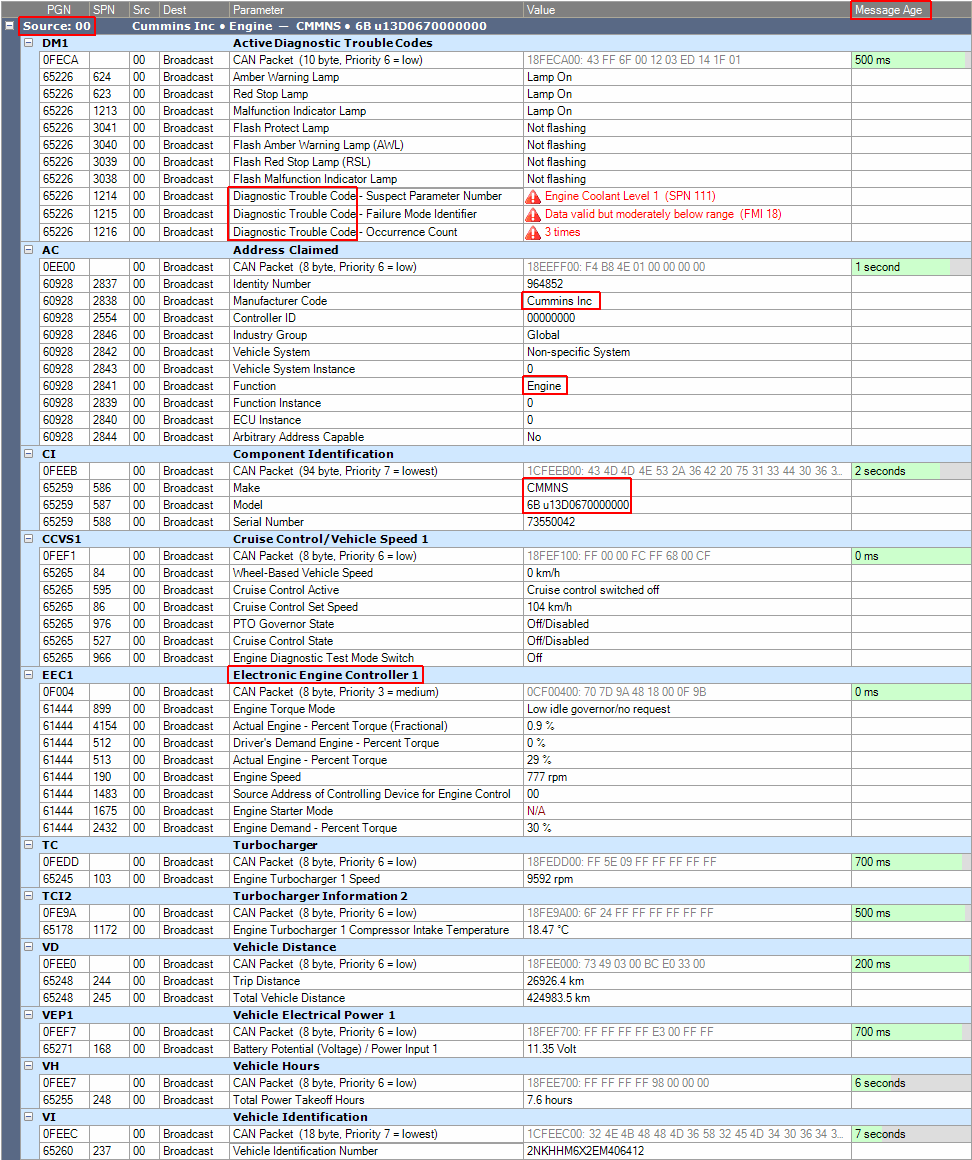 PGN SPN Src Dest Parameter Value Message Age
Source: 00 Cummins Inc • Engine — CMMNS • 6B u13D0670000000
DM1 Active Diagnostic Trouble Codes
0FECA 00 Broadcast CAN Packet (10 byte, Priority 6 = low) 18FECA00: 43 FF 6F 00 12 03 ED 14 1F 01 500 ms
65226 624 00 Broadcast Amber Warning Lamp Lamp On
65226 623 00 Broadcast Red Stop Lamp Lamp On
65226 1213 00 Broadcast Malfunction Indicator Lamp Lamp On
65226 3041 00 Broadcast Flash Protect Lamp Not flashing
65226 3040 00 Broadcast Flash Amber Warning Lamp (AWL) Not flashing
65226 3039 00 Broadcast Flash Red Stop Lamp (RSL) Not flashing
65226 3038 00 Broadcast Flash Malfunction Indicator Lamp Not flashing
65226 1214 00 Broadcast Diagnostic Trouble Code - Suspect Parameter Number Engine Coolant Level 1 (SPN 111)
65226 1215 00 Broadcast Diagnostic Trouble Code - Failure Mode Identifier Data valid but moderately below range (FMI 18)
65226 1216 00 Broadcast Diagnostic Trouble Code - Occurrence Count 3 times
AC Address Claimed
0EE00 00 Broadcast CAN Packet (8 byte, Priority 6 = low) 18EEFF00: F4 B8 4E 01 00 00 00 00 1 second
60928 2837 00 Broadcast Identity Number 964852
60928 2838 00 Broadcast Manufacturer Code Cummins Inc
60928 2554 00 Broadcast Controller ID 00000000
60928 2846 00 Broadcast Industry Group Global
60928 2842 00 Broadcast Vehicle System Non-specific System
60928 2843 00 Broadcast Vehicle System Instance 0
60928 2841 00 Broadcast Function Engine
60928 2839 00 Broadcast Function Instance 0
60928 2840 00 Broadcast ECU Instance 0
60928 2844 00 Broadcast Arbitrary Address Capable No
CI Component Identification
0FEEB 00 Broadcast CAN Packet (94 byte, Priority 7 = lowest) 1CFEEB00: 43 4D 4D 4E 53 2A 36 42 20 75 31 33 44 30 36 3... 2 seconds
65259 586 00 Broadcast Make CMMNS
65259 587 00 Broadcast Model 6B u13D0670000000
65259 588 00 Broadcast Serial Number 73550042
CCVS1 Cruise Control/Vehicle Speed 1
0FEF1 00 Broadcast CAN Packet (8 byte, Priority 6 = low) 18FEF100: FF 00 00 FC FF 68 00 CF 0 ms
65265 84 00 Broadcast Wheel-Based Vehicle Speed 0 km/h
65265 595 00 Broadcast Cruise Control Active Cruise control switched off
65265 86 00 Broadcast Cruise Control Set Speed 104 km/h
65265 976 00 Broadcast PTO Governor State Off/Disabled
65265 527 00 Broadcast Cruise Control State Off/Disabled
65265 966 00 Broadcast Engine Diagnostic Test Mode Switch Off
EEC1 Electronic Engine Controller 1
0F004 00 Broadcast CAN Packet (8 byte, Priority 3 = medium) 0CF00400: 70 7D 9A 48 18 00 0F 9B 0 ms
61444 899 00 Broadcast Engine Torque Mode Low idle governor/no request
61444 4154 00 Broadcast Actual Engine - Percent Torque (Fractional) 0.9 %
61444 512 00 Broadcast Driver's Demand Engine - Percent Torque 0 %
61444 513 00 Broadcast Actual Engine - Percent Torque 29 %
61444 190 00 Broadcast Engine Speed 777 rpm
61444 1483 00 Broadcast Source Address of Controlling Device for Engine Control 00
61444 1675 00 Broadcast Engine Starter Mode N/A
61444 2432 00 Broadcast Engine Demand - Percent Torque 30 %
TC Turbocharger
0FEDD 00 Broadcast CAN Packet (8 byte, Priority 6 = low) 18FEDD00: FF 5E 09 FF FF FF FF FF 700 ms
65245 103 00 Broadcast Engine Turbocharger 1 Speed 9592 rpm
TCI2 Turbocharger Information 2
0FE9A 00 Broadcast CAN Packet (8 byte, Priority 6 = low) 18FE9A00: 6F 24 FF FF FF FF FF FF 500 ms
65178 1172 00 Broadcast Engine Turbocharger 1 Compressor Intake Temperature 18.47 °C
VD Vehicle Distance
0FEE0 00 Broadcast CAN Packet (8 byte, Priority 6 = low) 18FEE000: 73 49 03 00 BC E0 33 00 200 ms
65248 244 00 Broadcast Trip Distance 26926.4 km
65248 245 00 Broadcast Total Vehicle Distance 424983.5 km
VEP1 Vehicle Electrical Power 1
0FEF7 00 Broadcast CAN Packet (8 byte, Priority 6 = low) 18FEF700: FF FF FF FF E3 00 FF FF 700 ms
65271 168 00 Broadcast Battery Potential (Voltage) / Power Input 1 11.35 Volt
VH Vehicle Hours
0FEE7 00 Broadcast CAN Packet (8 byte, Priority 6 = low) 18FEE700: FF FF FF FF 98 00 00 00 6 seconds
65255 248 00 Broadcast Total Power Takeoff Hours 7.6 hours
VI Vehicle Identification
0FEEC 00 Broadcast CAN Packet (18 byte, Priority 7 = lowest) 1CFEEC00: 32 4E 4B 48 48 4D 36 58 32 45 4D 34 30 36 34 3... 7 seconds
65260 237 00 Broadcast Vehicle Identification Number 2NKHHM6X2EM406412